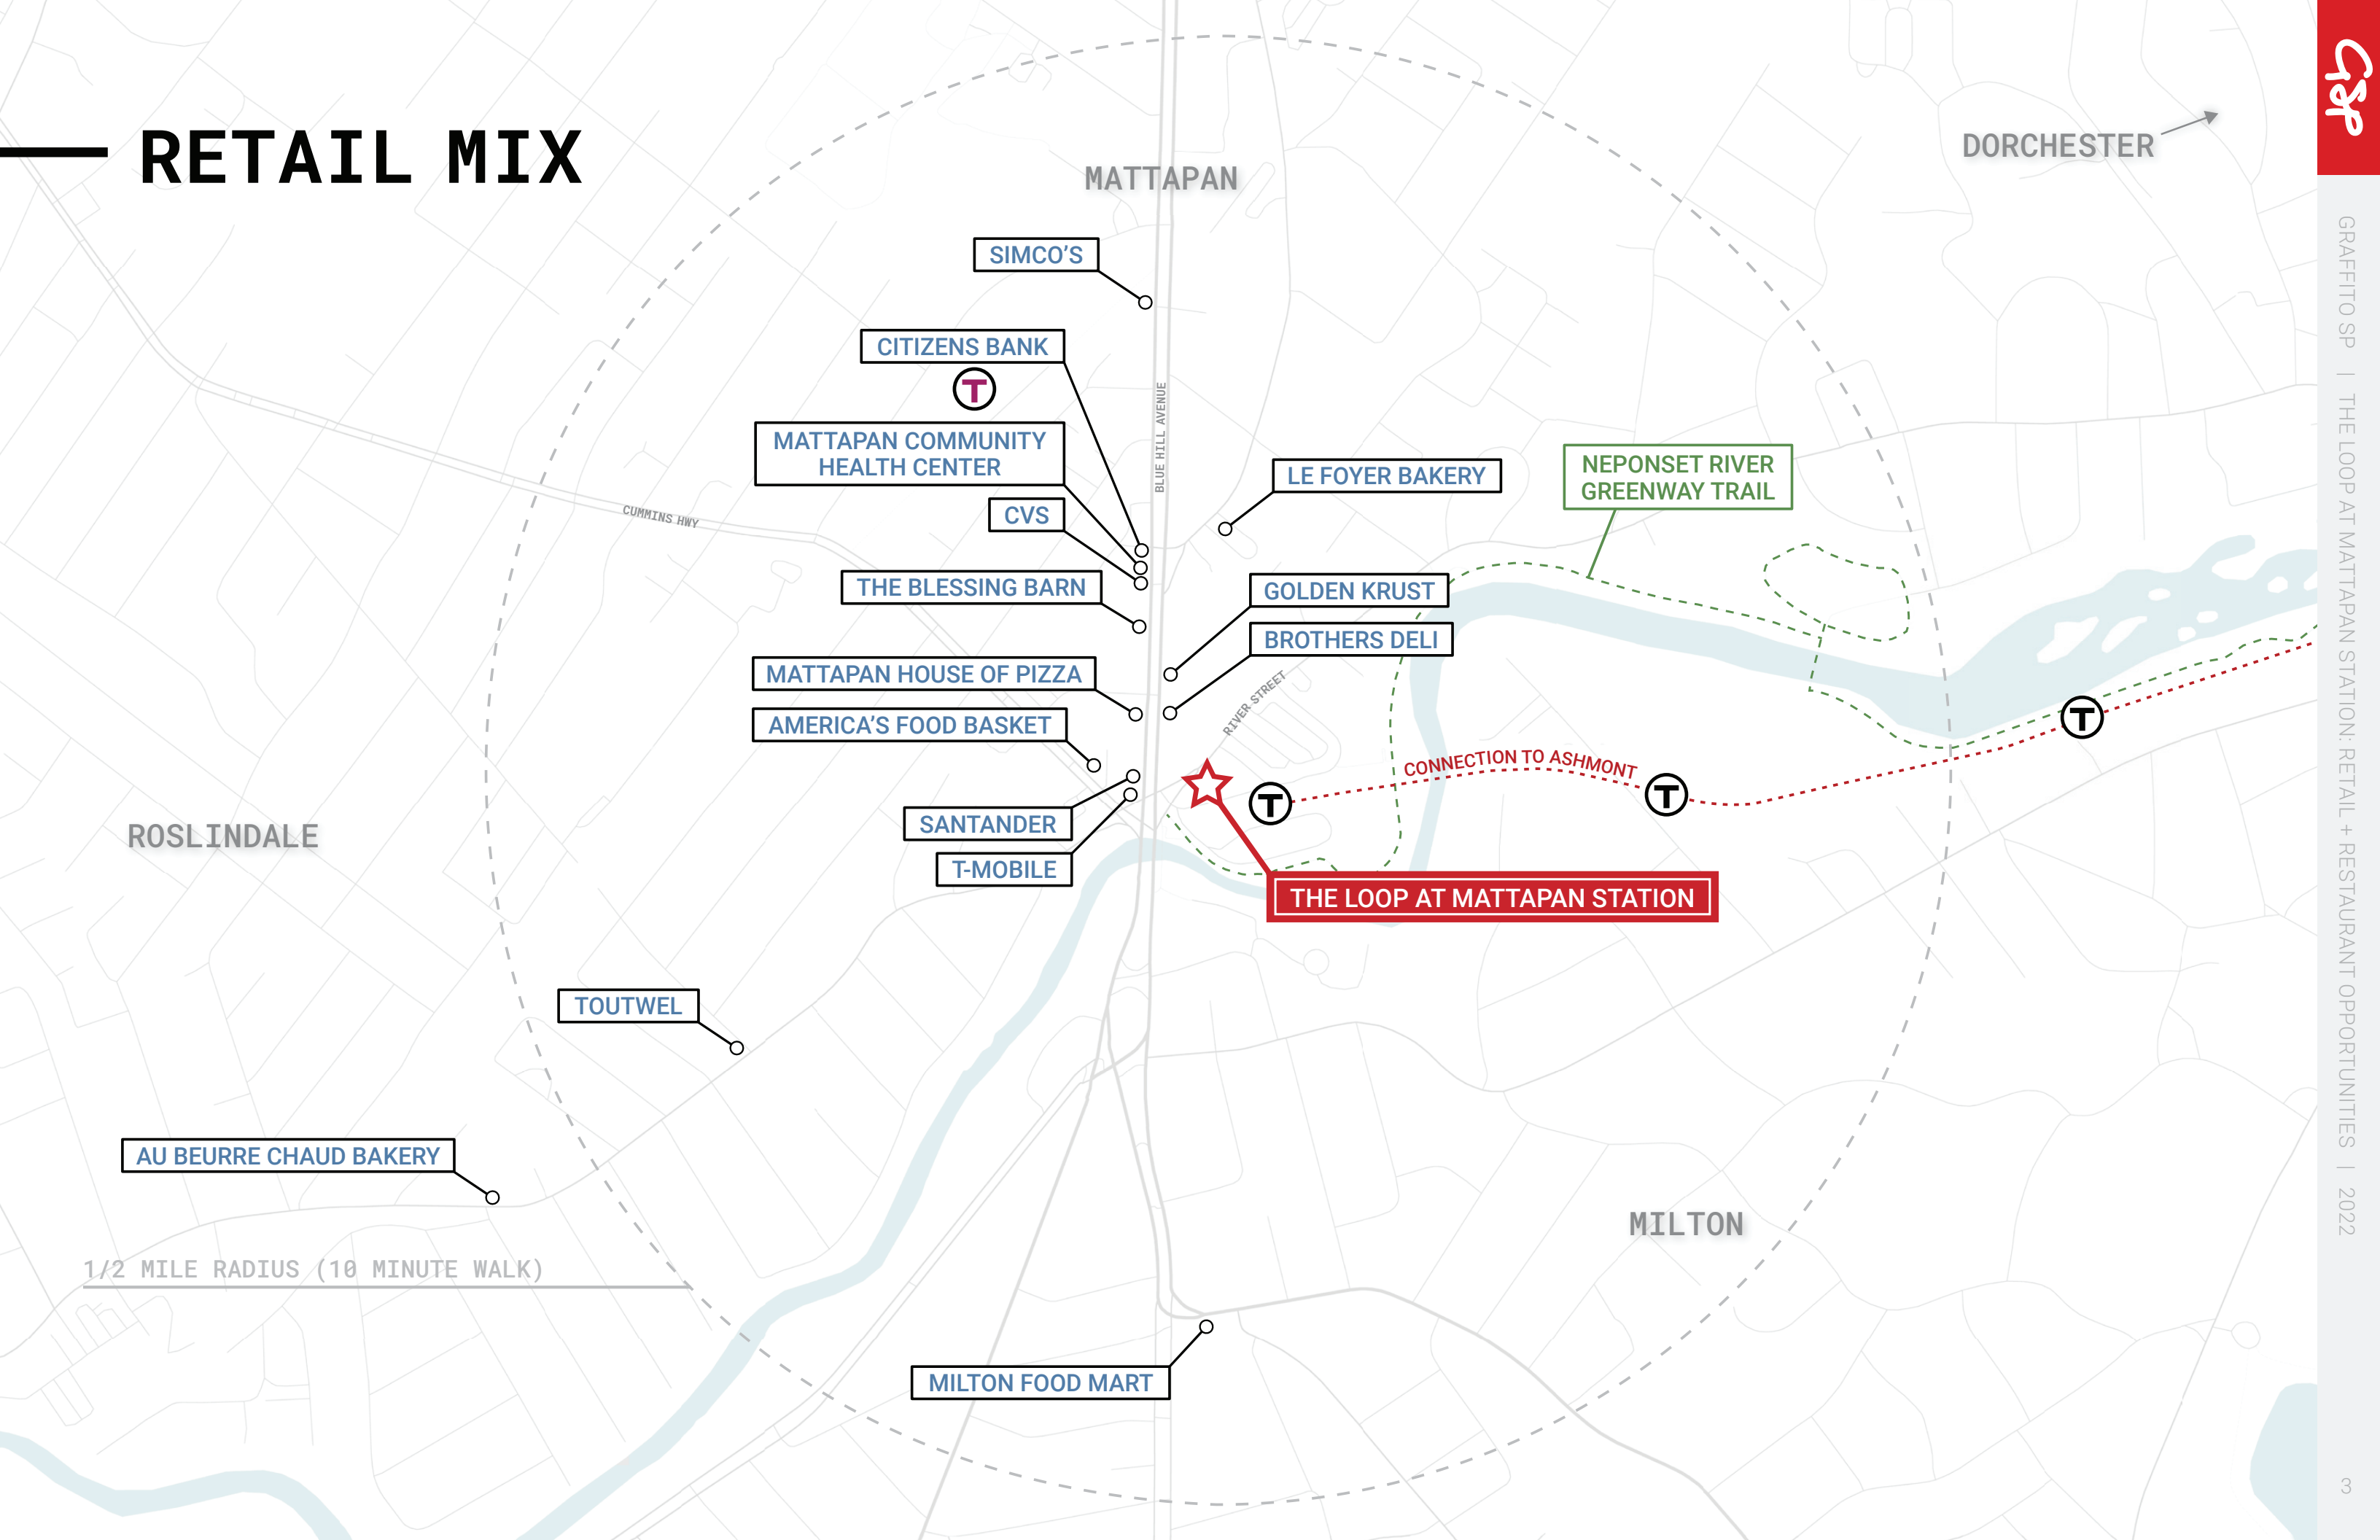 RETAIL MIX
MATTAPAN
DORCHESTER
SIMCO'S
CITIZENS BANK
T
MATTAPAN COMMUNITY
HEALTH CENTER
BLUE HILL AVENUE
LE FOYER BAKERY
NEPONSET RIVER
GREENWAY TRAIL
CVS
CUMMINS HWY
THE BLESSING BARN
GOLDEN KRUST
BROTHERS DELI
MATTAPAN HOUSE OF PIZZA
RIVER STREET
AMERICA'S FOOD BASKET
T
CONNECTION TO ASHMONT
T
T
SANTANDER
ROSLINDALE
T-MOBILE
THE LOOP AT MATTAPAN STATION
TOUTWEL
AU BEURRE CHAUD BAKERY
MILTON
1/2 MILE RADIUS (10 MINUTE WALK)
MILTON FOOD MART
GSP
GRAFFITO SP | THE LOOP AT MATTAPAN STATION: RETAIL + RESTAURANT OPPORTUNITIES | 2022
3